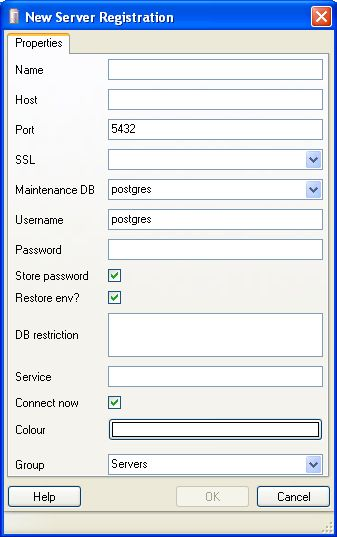 New Server Registration
Properties
Name
Host
Port 5432
SSL
Maintenance DB postgres
Username postgres
Password
Store password
Restore env?
DB restriction
Service
Connect now
Colour
Group Servers
Help OK Cancel